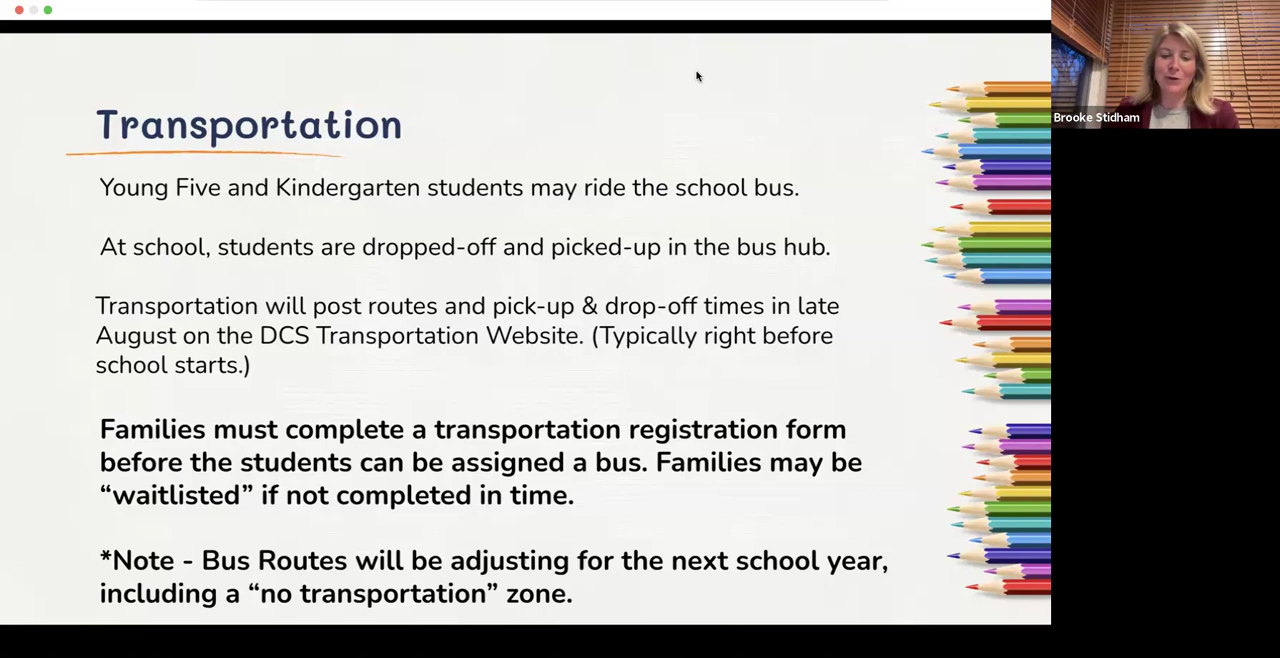 Transportation
Young Five and Kindergarten students may ride the school bus.
At school, students are dropped-off and picked-up in the bus hub.
Transportation will post routes and pick-up & drop-off times in late
August on the DCS Transportation Website. (Typically right before
school starts.)
Families must complete a transportation registration form
before the students can be assigned a bus. Families may be
“waitlisted” if not completed in time.
*Note - Bus Routes will be adjusting for the next school year,
including a “no transportation” zone.
Brooke Stidham